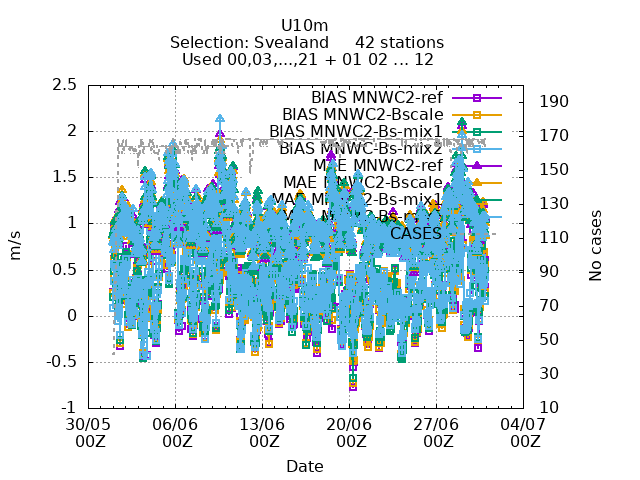 U10m
Selection: Svealand 42 stations
Used 00,03,...,21 + 01 02 ... 12
BIAS MNWC2-ref
BIAS MNWC2-Bscale
BIAS MNWC2-Bs-mix1
BIAS MNWC-Bs-mix2
MAE MNWC2-ref
MAE MNWC2-Bscale
MAE MNWC2-Bs-mix1
CASES
2.5
2
1.5
1
0.5
0
-0.5
-1
m/s
190
170
150
130
110
90
70
50
30
10
No cases
30/05 06/06 13/06 20/06 27/06 04/07
00Z 00Z 00Z 00Z 00Z 00Z
Date